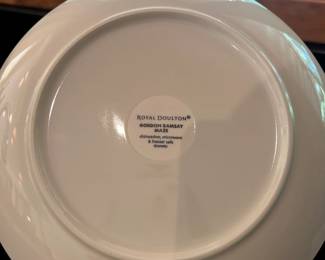 ROYAL DOULTON®
GORDON RAMSAY
MAZE
dishwasher, microwave
& freezer safe